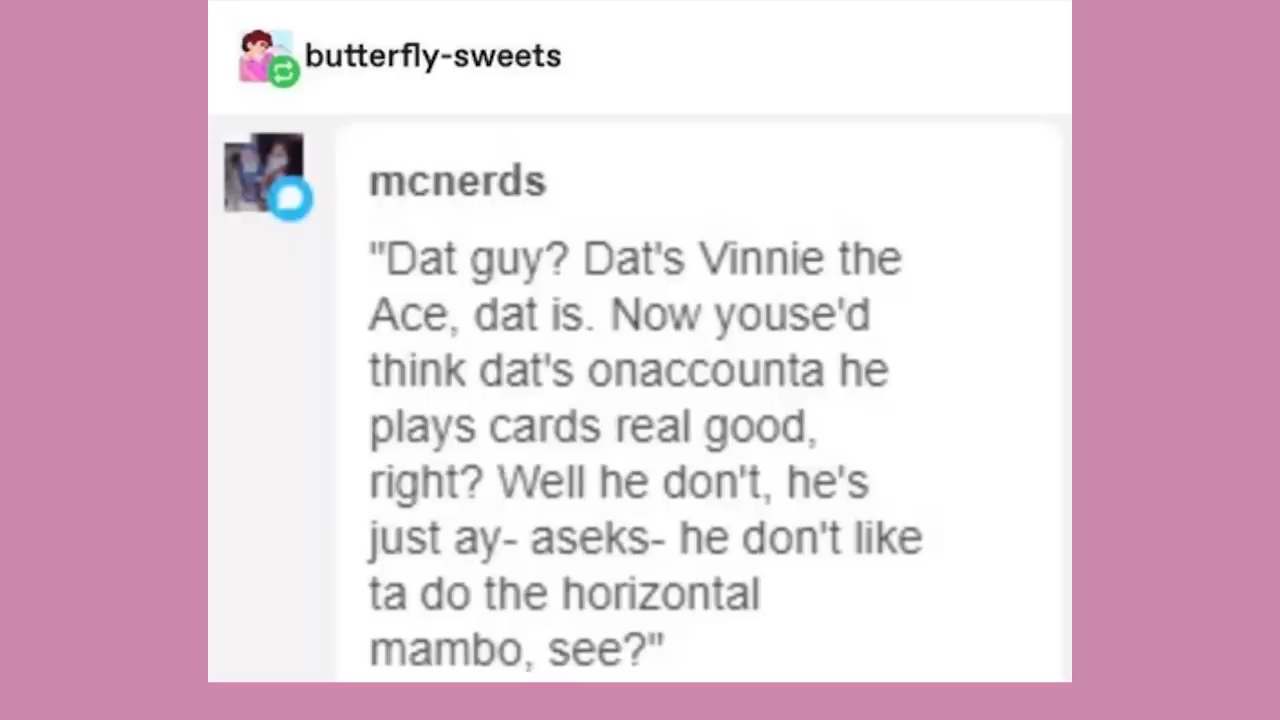 butterfly-sweets
mcnerds
"Dat guy? Dat's Vinnie the
Ace, dat is. Now youse'd
think dat's onaccounta he
plays cards real good,
right? Well he don't, he's
just ay- aseks- he don't like
ta do the horizontal
mambo, see?"